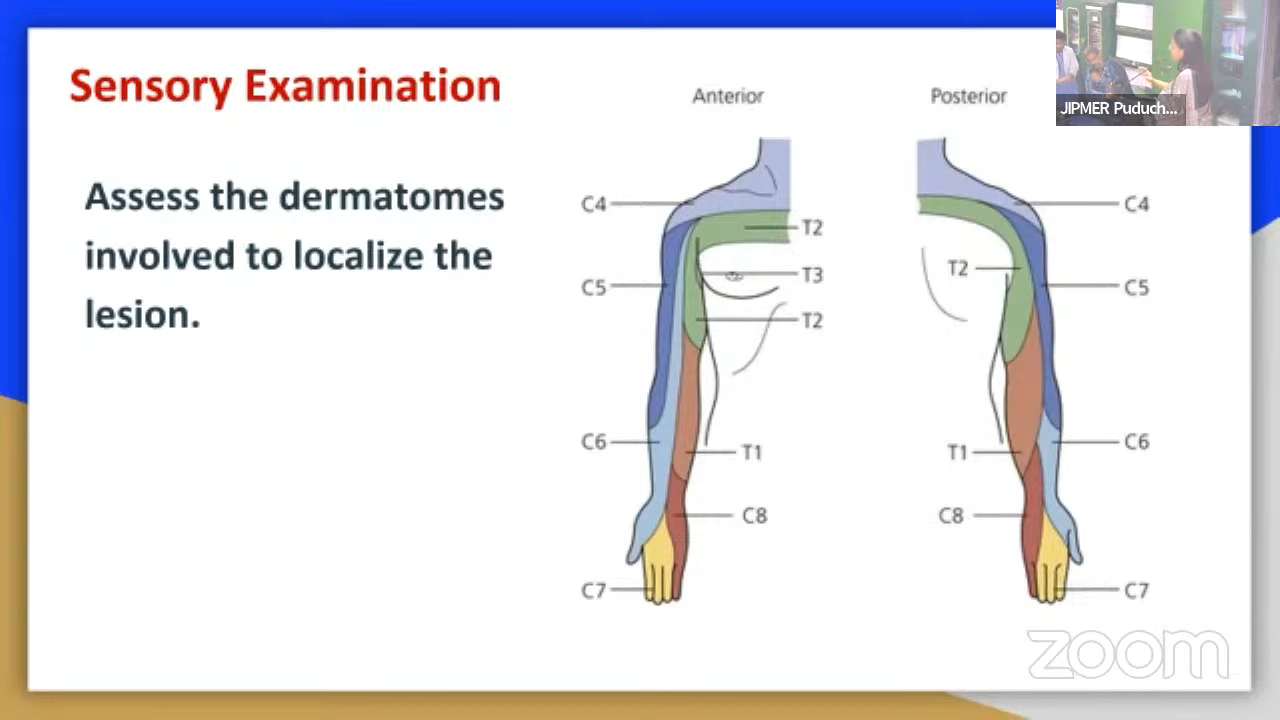 Sensory Examination
Assess the dermatomes
involved to localize the
lesion.
Anterior
Posterior
JIPMER Puduch...
C4
T2
C5
T3
T2
C6
T1
C8
C7
C4
T2
C5
T1
C6
C8
C7
zoom